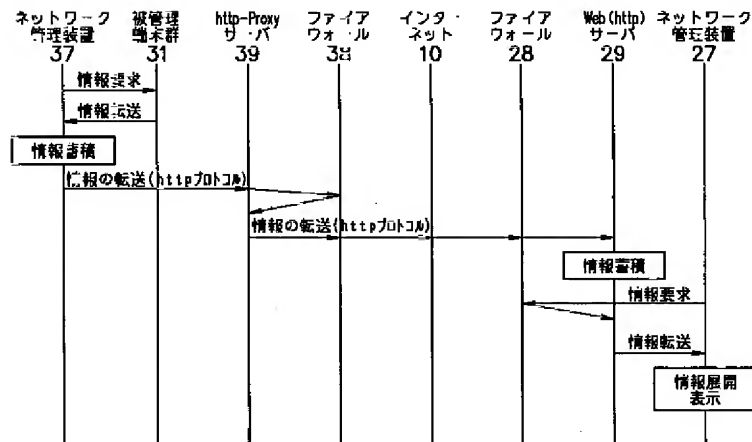 ネットワーク管理装置
37
被管理端末群
31
http-Proxyサーバ
39
ファイアウォール
38
インターネット
10
ファイアウォール
28
Web(http)サーバ
29
ネットワーク管理装置
27
情報要求
情報転送
情報蓄積
情報の転送(httpプロトコル)
情報の転送(httpプロトコル)
情報蓄積
情報要求
情報転送
情報展開
表示